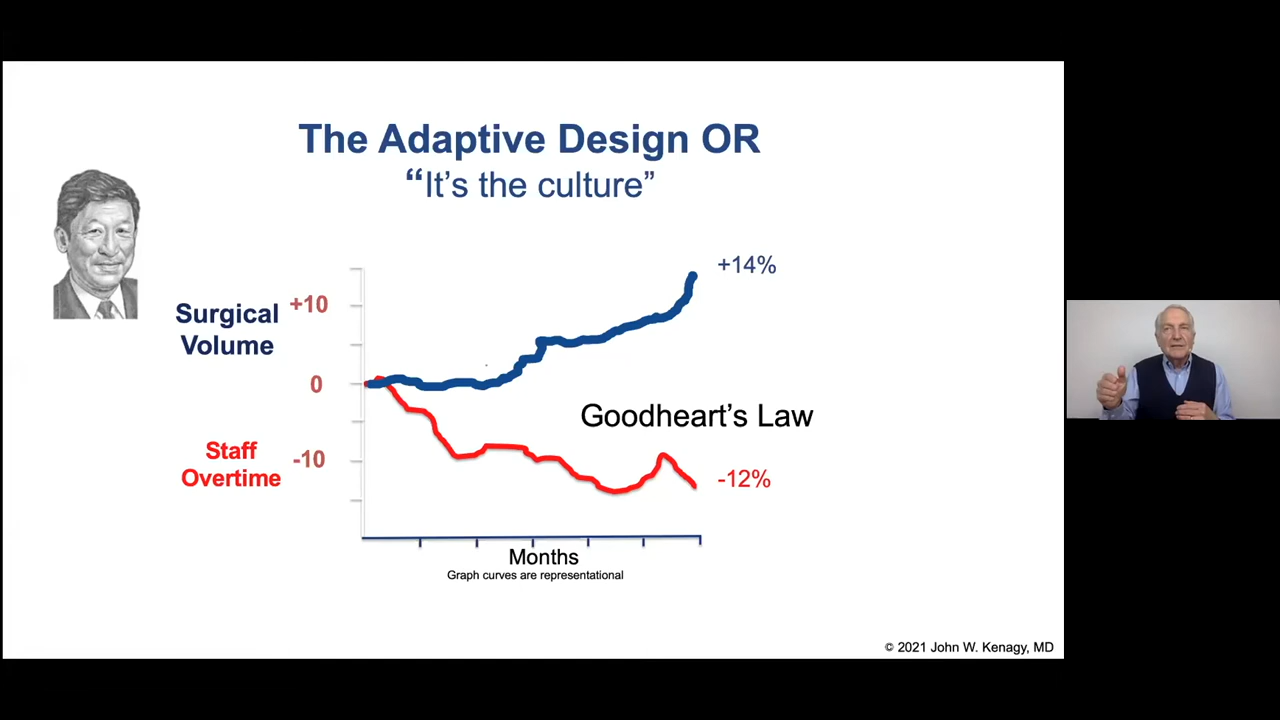 The Adaptive Design OR
“It’s the culture”
+14%
Surgical
Volume
+10
0
Goodheart’s Law
Staff
Overtime
-10
-12%
Months
Graph curves are representational
© 2021 John W. Kenagy, MD